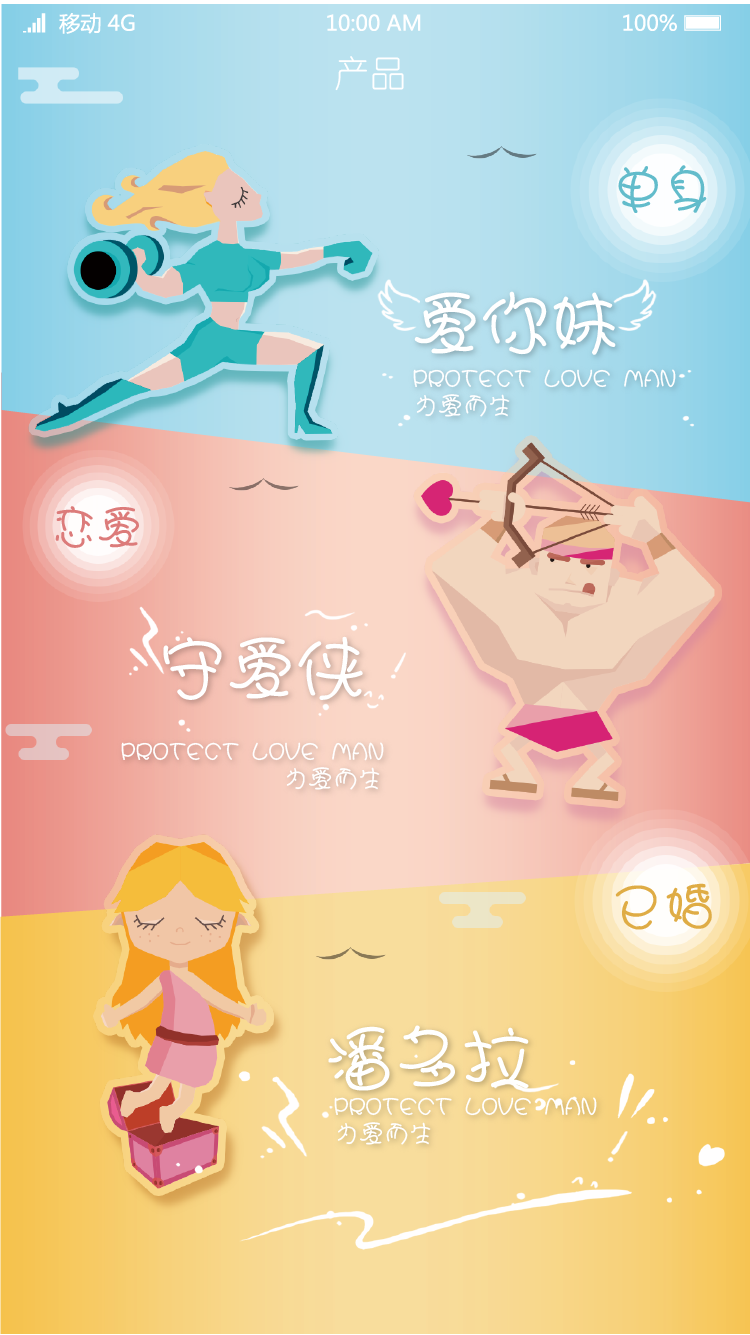 移动 4G 10:00 AM 100%
产品
单身
爱你妹
PROTECT LOVE MAN
为爱而生
恋爱
守爱侠
PROTECT LOVE MAN
为爱而生
已婚
潘多拉
PROTECT LOVE MAN
为爱而生